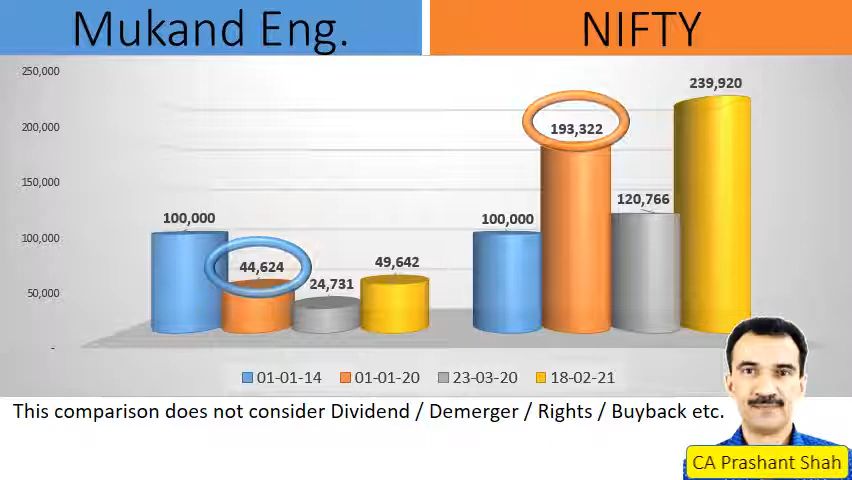 Mukand Eng.
NIFTY
250,000
200,000
150,000
100,000
50,000
-
100,000
44,624
24,731
49,642
100,000
193,322
120,766
239,920
01-01-14 01-01-20 23-03-20 18-02-21
This comparison does not consider Dividend / Demerger / Rights / Buyback etc.
CA Prashant Shah